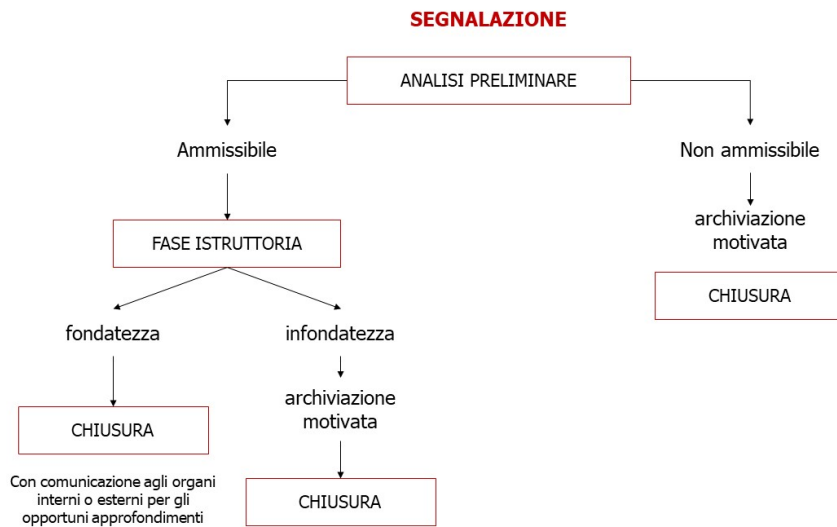 SEGNALAZIONE
ANALISI PRELIMINARE
Ammissibile
Non ammissibile
FASE ISTRUTTORIA
archiviazione
motivata
CHIUSURA
fondatezza
infondatezza
archiviazione
motivata
CHIUSURA
Con comunicazione agli organi
interni o esterni per gli
opportuni approfondimenti
CHIUSURA